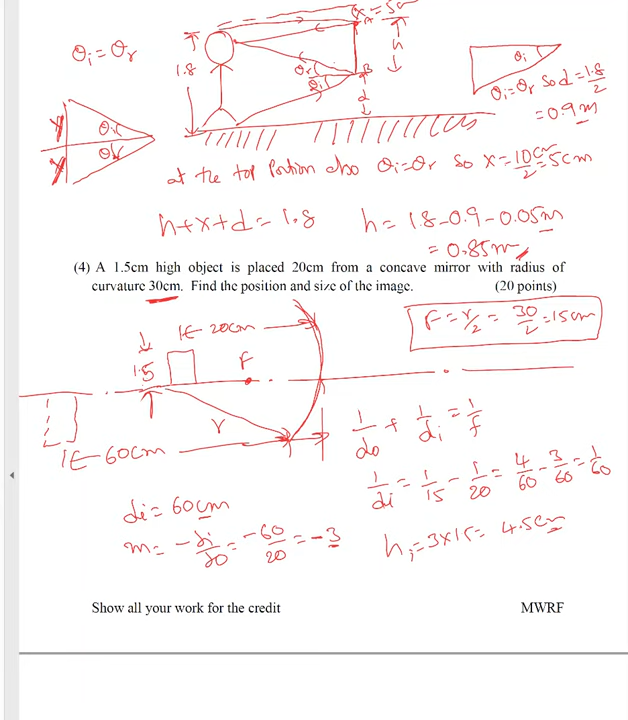 x = 5cm
θi = θr
1.8
h
A
B
θr
θi
d
θi
θi = θr so d = 1.8/2
= 0.9m
θi
θr
x
x
at the top portion also θi = θr so x = 10cm/2 = 5cm
h + x + d = 1.8
h = 1.8 - 0.9 - 0.05m
= 0.85m
(4) A 1.5cm high object is placed 20cm from a concave mirror with radius of
curvature 30cm. Find the position and size of the image. (20 points)
F = r/2 = 30/2 = 15cm
20cm
1.5
F
r
60cm
1/do + 1/di = 1/f
1/di = 1/15 - 1/20 = 4/60 - 3/60 = 1/60
di = 60cm
m = -di/do = -60/20 = -3
hi = 3 x 1.5 = 4.5cm
Show all your work for the credit MWRF